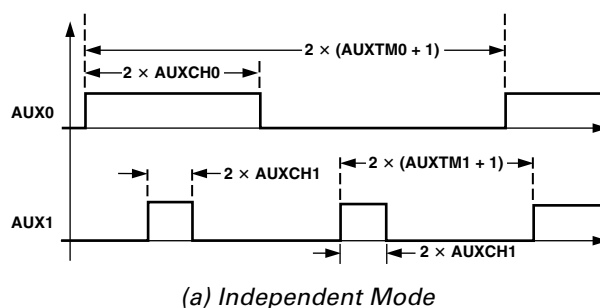 2 × (AUXTM0 + 1)
2 × AUXCH0
AUX0
2 × (AUXTM1 + 1)
2 × AUXCH1
AUX1
2 × AUXCH1
(a) Independent Mode